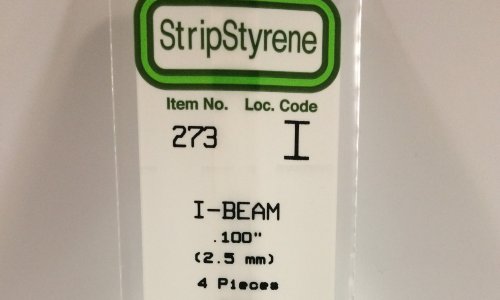 StripStyrene
Item No. Loc. Code
273 I
I-BEAM
.100"
(2.5 mm)
4 Pieces